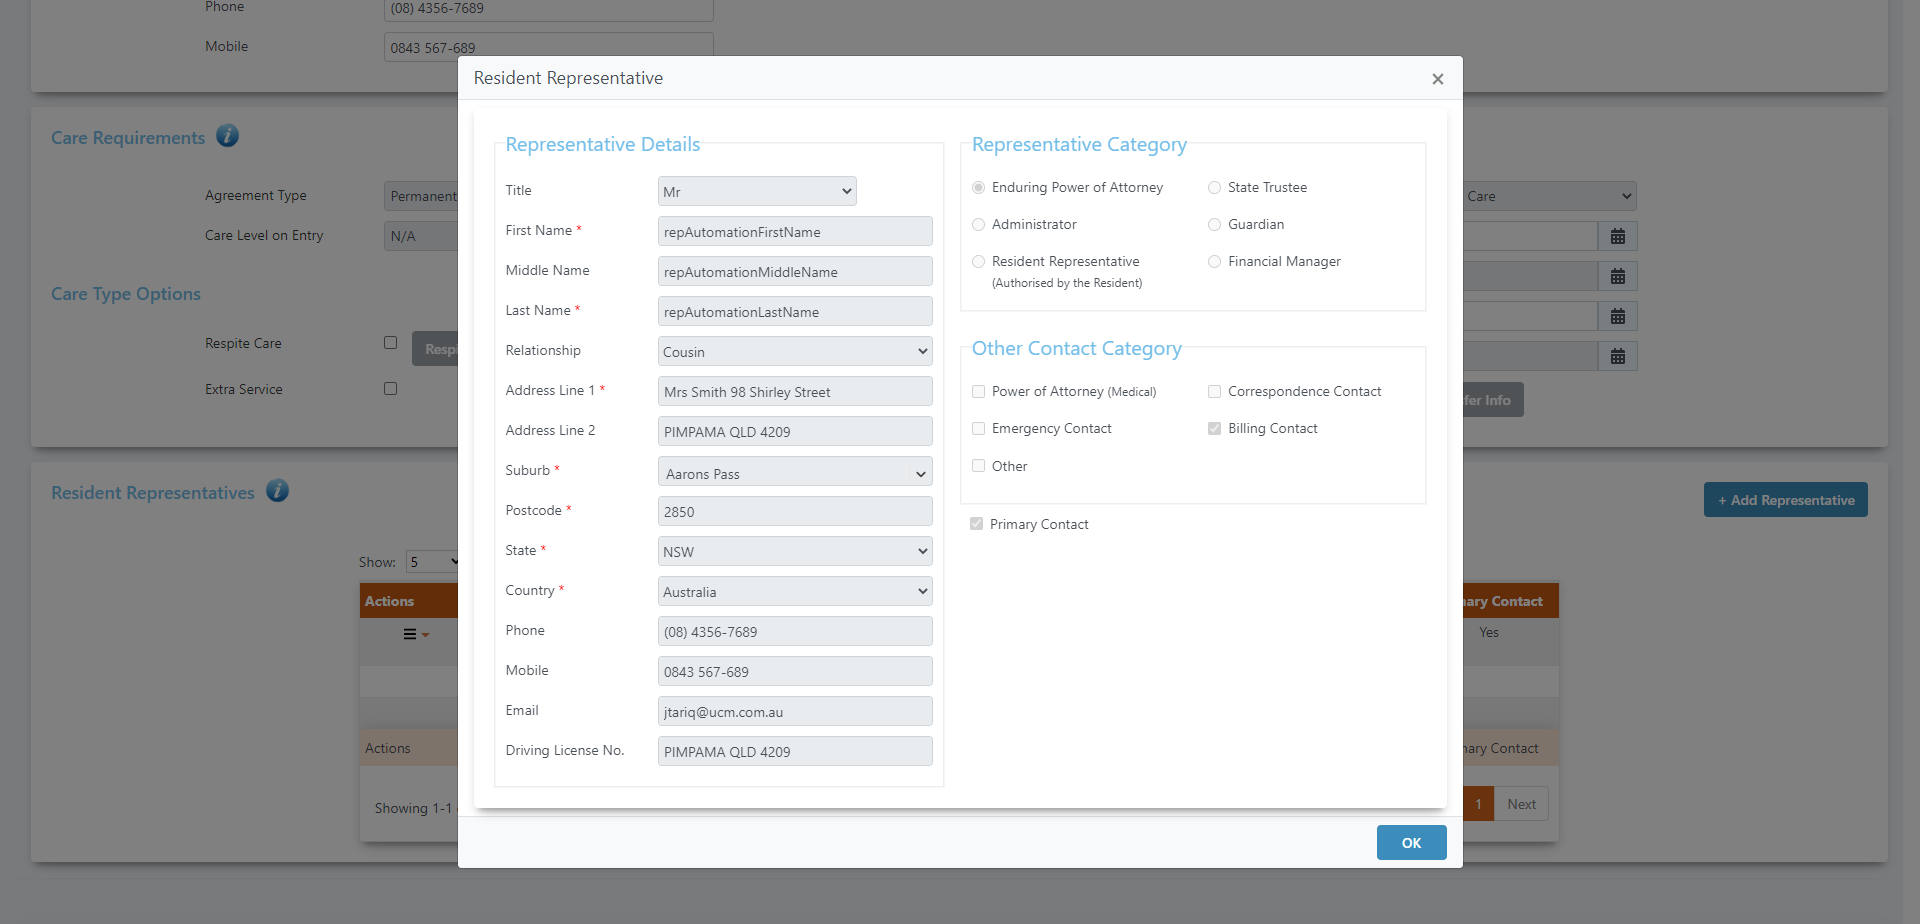 Phone (08) 4356-7689
Mobile 0843 567-689
Resident Representative ×
Care Requirements i
Agreement Type Permanent
Care
Care Level on Entry N/A
Care Type Options
Respite Care
Extra Service
fer Info
Resident Representatives i
+ Add Representative
Show: 5
Actions
Primary Contact
Yes
Actions
Contact
Showing 1-1
1 Next
Representative Details
Title Mr
First Name * repAutomationFirstName
Middle Name repAutomationMiddleName
Last Name * repAutomationLastName
Relationship Cousin
Address Line 1 * Mrs Smith 98 Shirley Street
Address Line 2 PIMPAMA QLD 4209
Suburb * Aarons Pass
Postcode * 2850
State * NSW
Country * Australia
Phone (08) 4356-7689
Mobile 0843 567-689
Email jtariq@ucm.com.au
Driving License No. PIMPAMA QLD 4209
Representative Category
Enduring Power of Attorney State Trustee
Administrator Guardian
Resident Representative Financial Manager
(Authorised by the Resident)
Other Contact Category
Power of Attorney (Medical) Correspondence Contact
Emergency Contact Billing Contact
Other
Primary Contact
OK